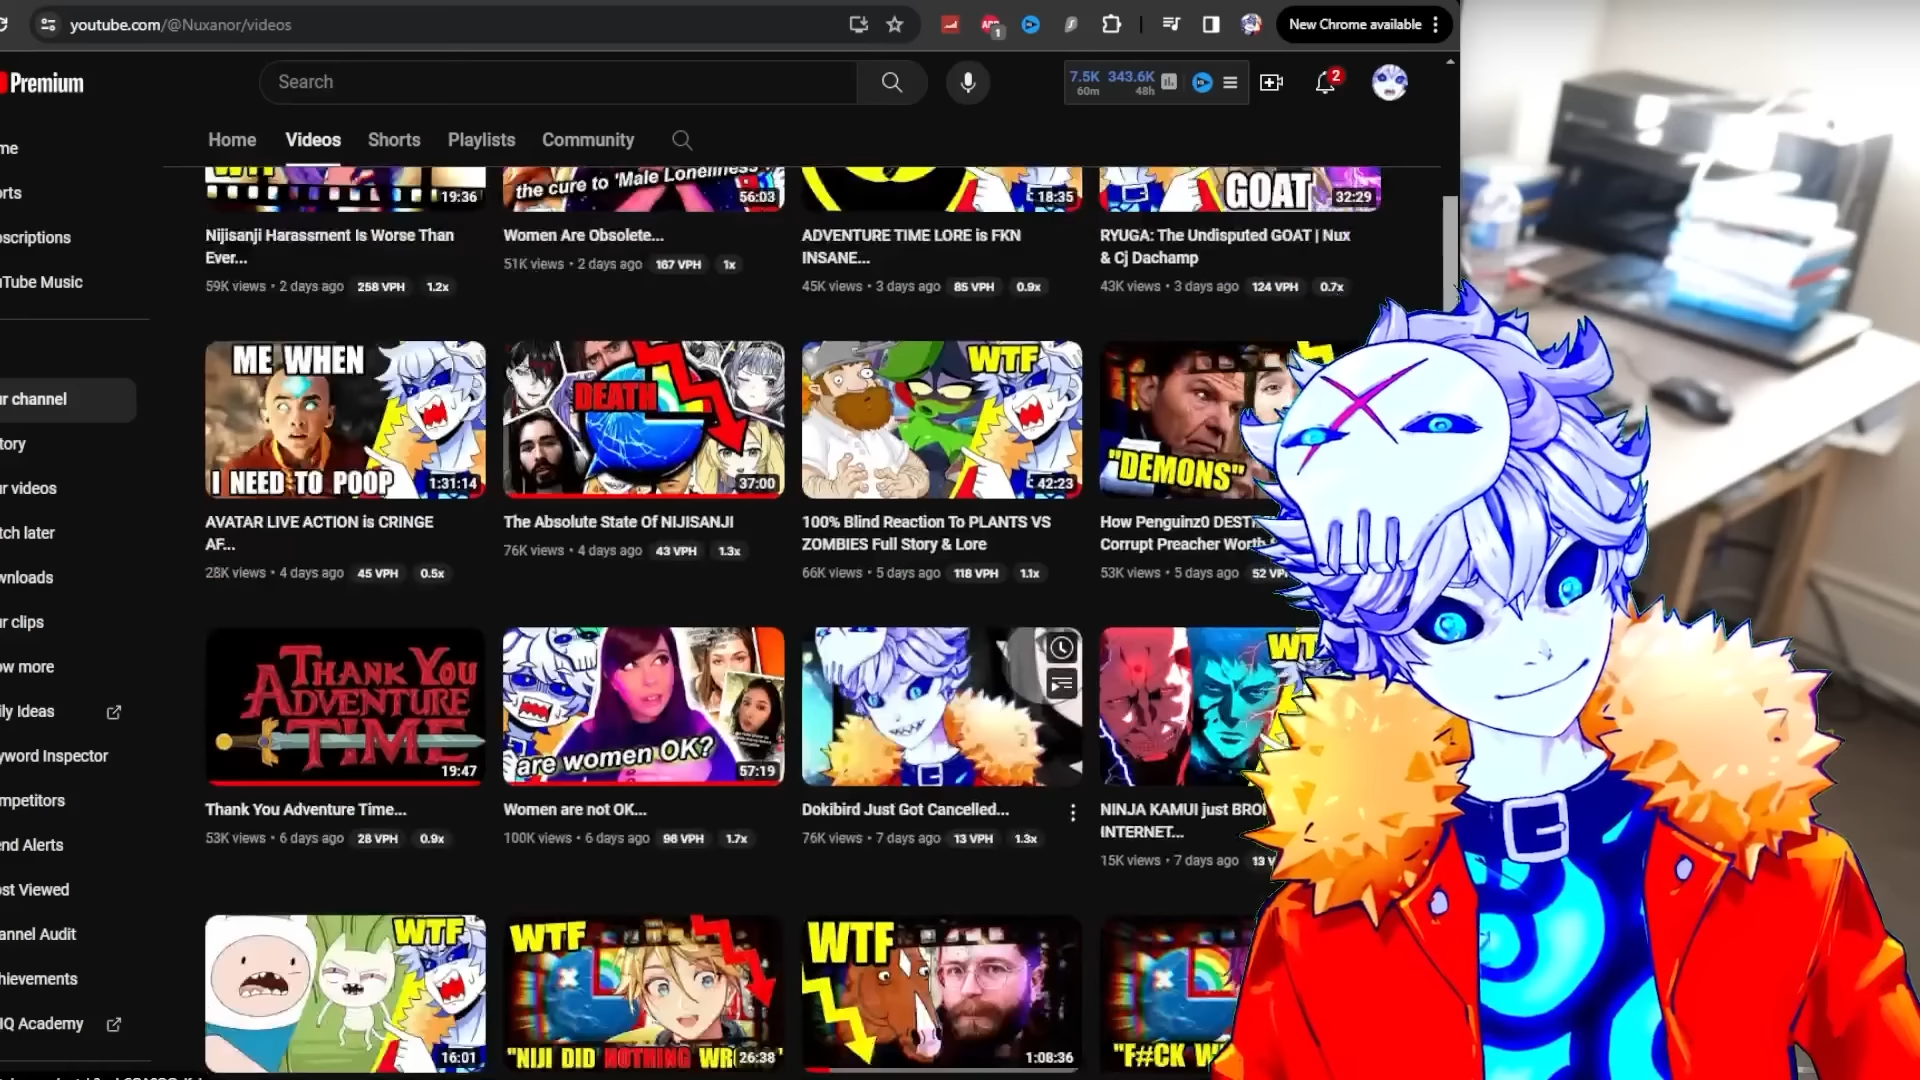 youtube.com/@Nuxanor/videos
New Chrome available
1
Premium
Search
7.5K 343.6K
60m 48h
2
Home Videos Shorts Playlists Community
19:36
the cure to 'Male Loneliness'
56:03
18:35
GOAT
32:29
Nijisanji Harassment Is Worse Than
Ever...
59K views • 2 days ago 258 VPH 1.2x
Women Are Obsolete...
51K views • 2 days ago 167 VPH 1x
ADVENTURE TIME LORE is FKN
INSANE...
45K views • 3 days ago 85 VPH 0.9x
RYUGA: The Undisputed GOAT | Nux
& Cj Dachamp
43K views • 3 days ago 124 VPH 0.7x
me
orts
oscriptions
uTube Music
ur channel
tory
ur videos
tch later
wnloads
ur clips
ow more
ily Ideas
yword Inspector
mpetitors
end Alerts
ost Viewed
annel Audit
hievements
IQ Academy
ME WHEN
I NEED TO POOP
1:31:14
DEATH
37:00
WTF
42:23
"DEMONS"
AVATAR LIVE ACTION is CRINGE
AF...
28K views • 4 days ago 45 VPH 0.5x
The Absolute State Of NIJISANJI
76K views • 4 days ago 43 VPH 1.3x
100% Blind Reaction To PLANTS VS
ZOMBIES Full Story & Lore
66K views • 5 days ago 118 VPH 1.1x
How Penguinz0 DEST
Corrupt Preacher Worth
53K views • 5 days ago 52 VP
THANK YOU
ADVENTURE
TIME
19:47
are women OK?
57:19
WT
Thank You Adventure Time...
53K views • 6 days ago 28 VPH 0.9x
Women are not OK...
100K views • 6 days ago 96 VPH 1.7x
Dokibird Just Got Cancelled...
76K views • 7 days ago 13 VPH 1.3x
NINJA KAMUI just BRO
INTERNET...
15K views • 7 days ago 13 V
WTF
16:01
WTF
"NIJI DID NOTHING WR
26:38
WTF
1:08:36
"F#CK W